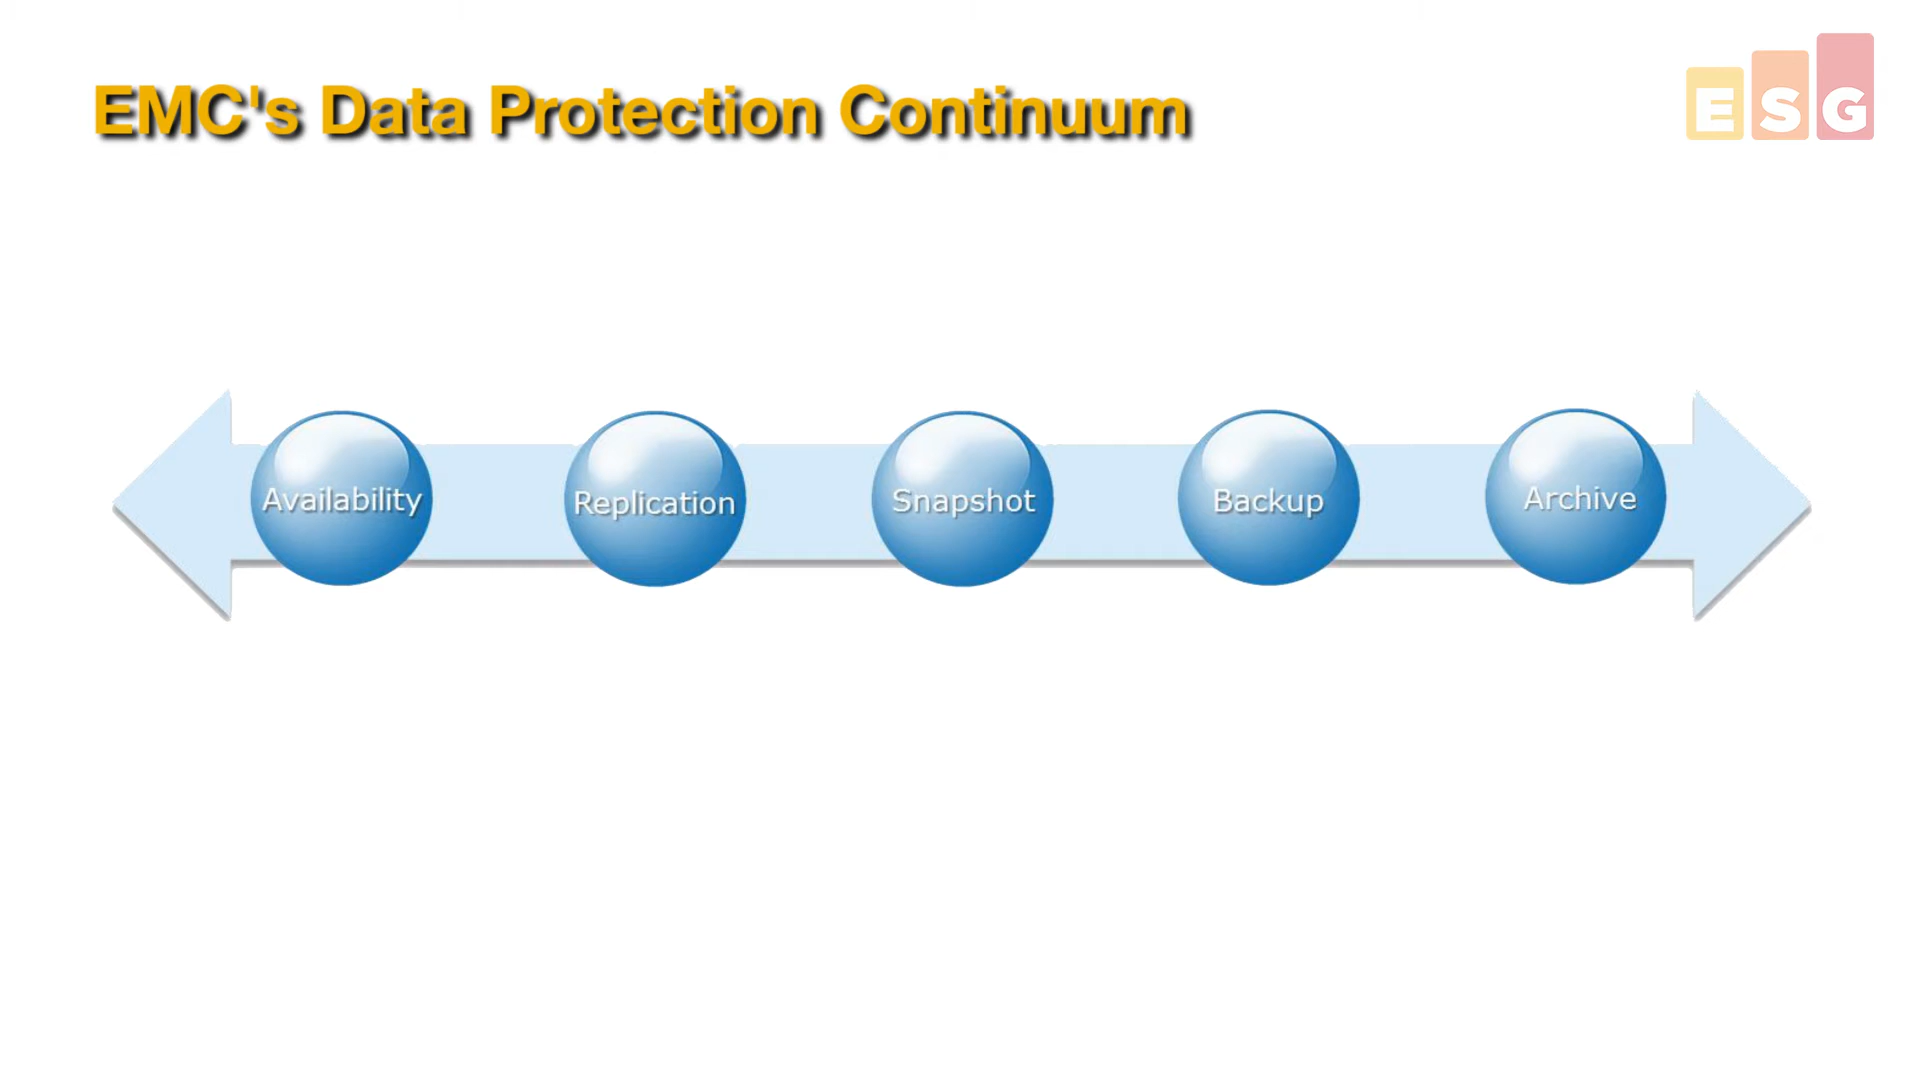 EMC's Data Protection Continuum
ESG
Availability
Replication
Snapshot
Backup
Archive